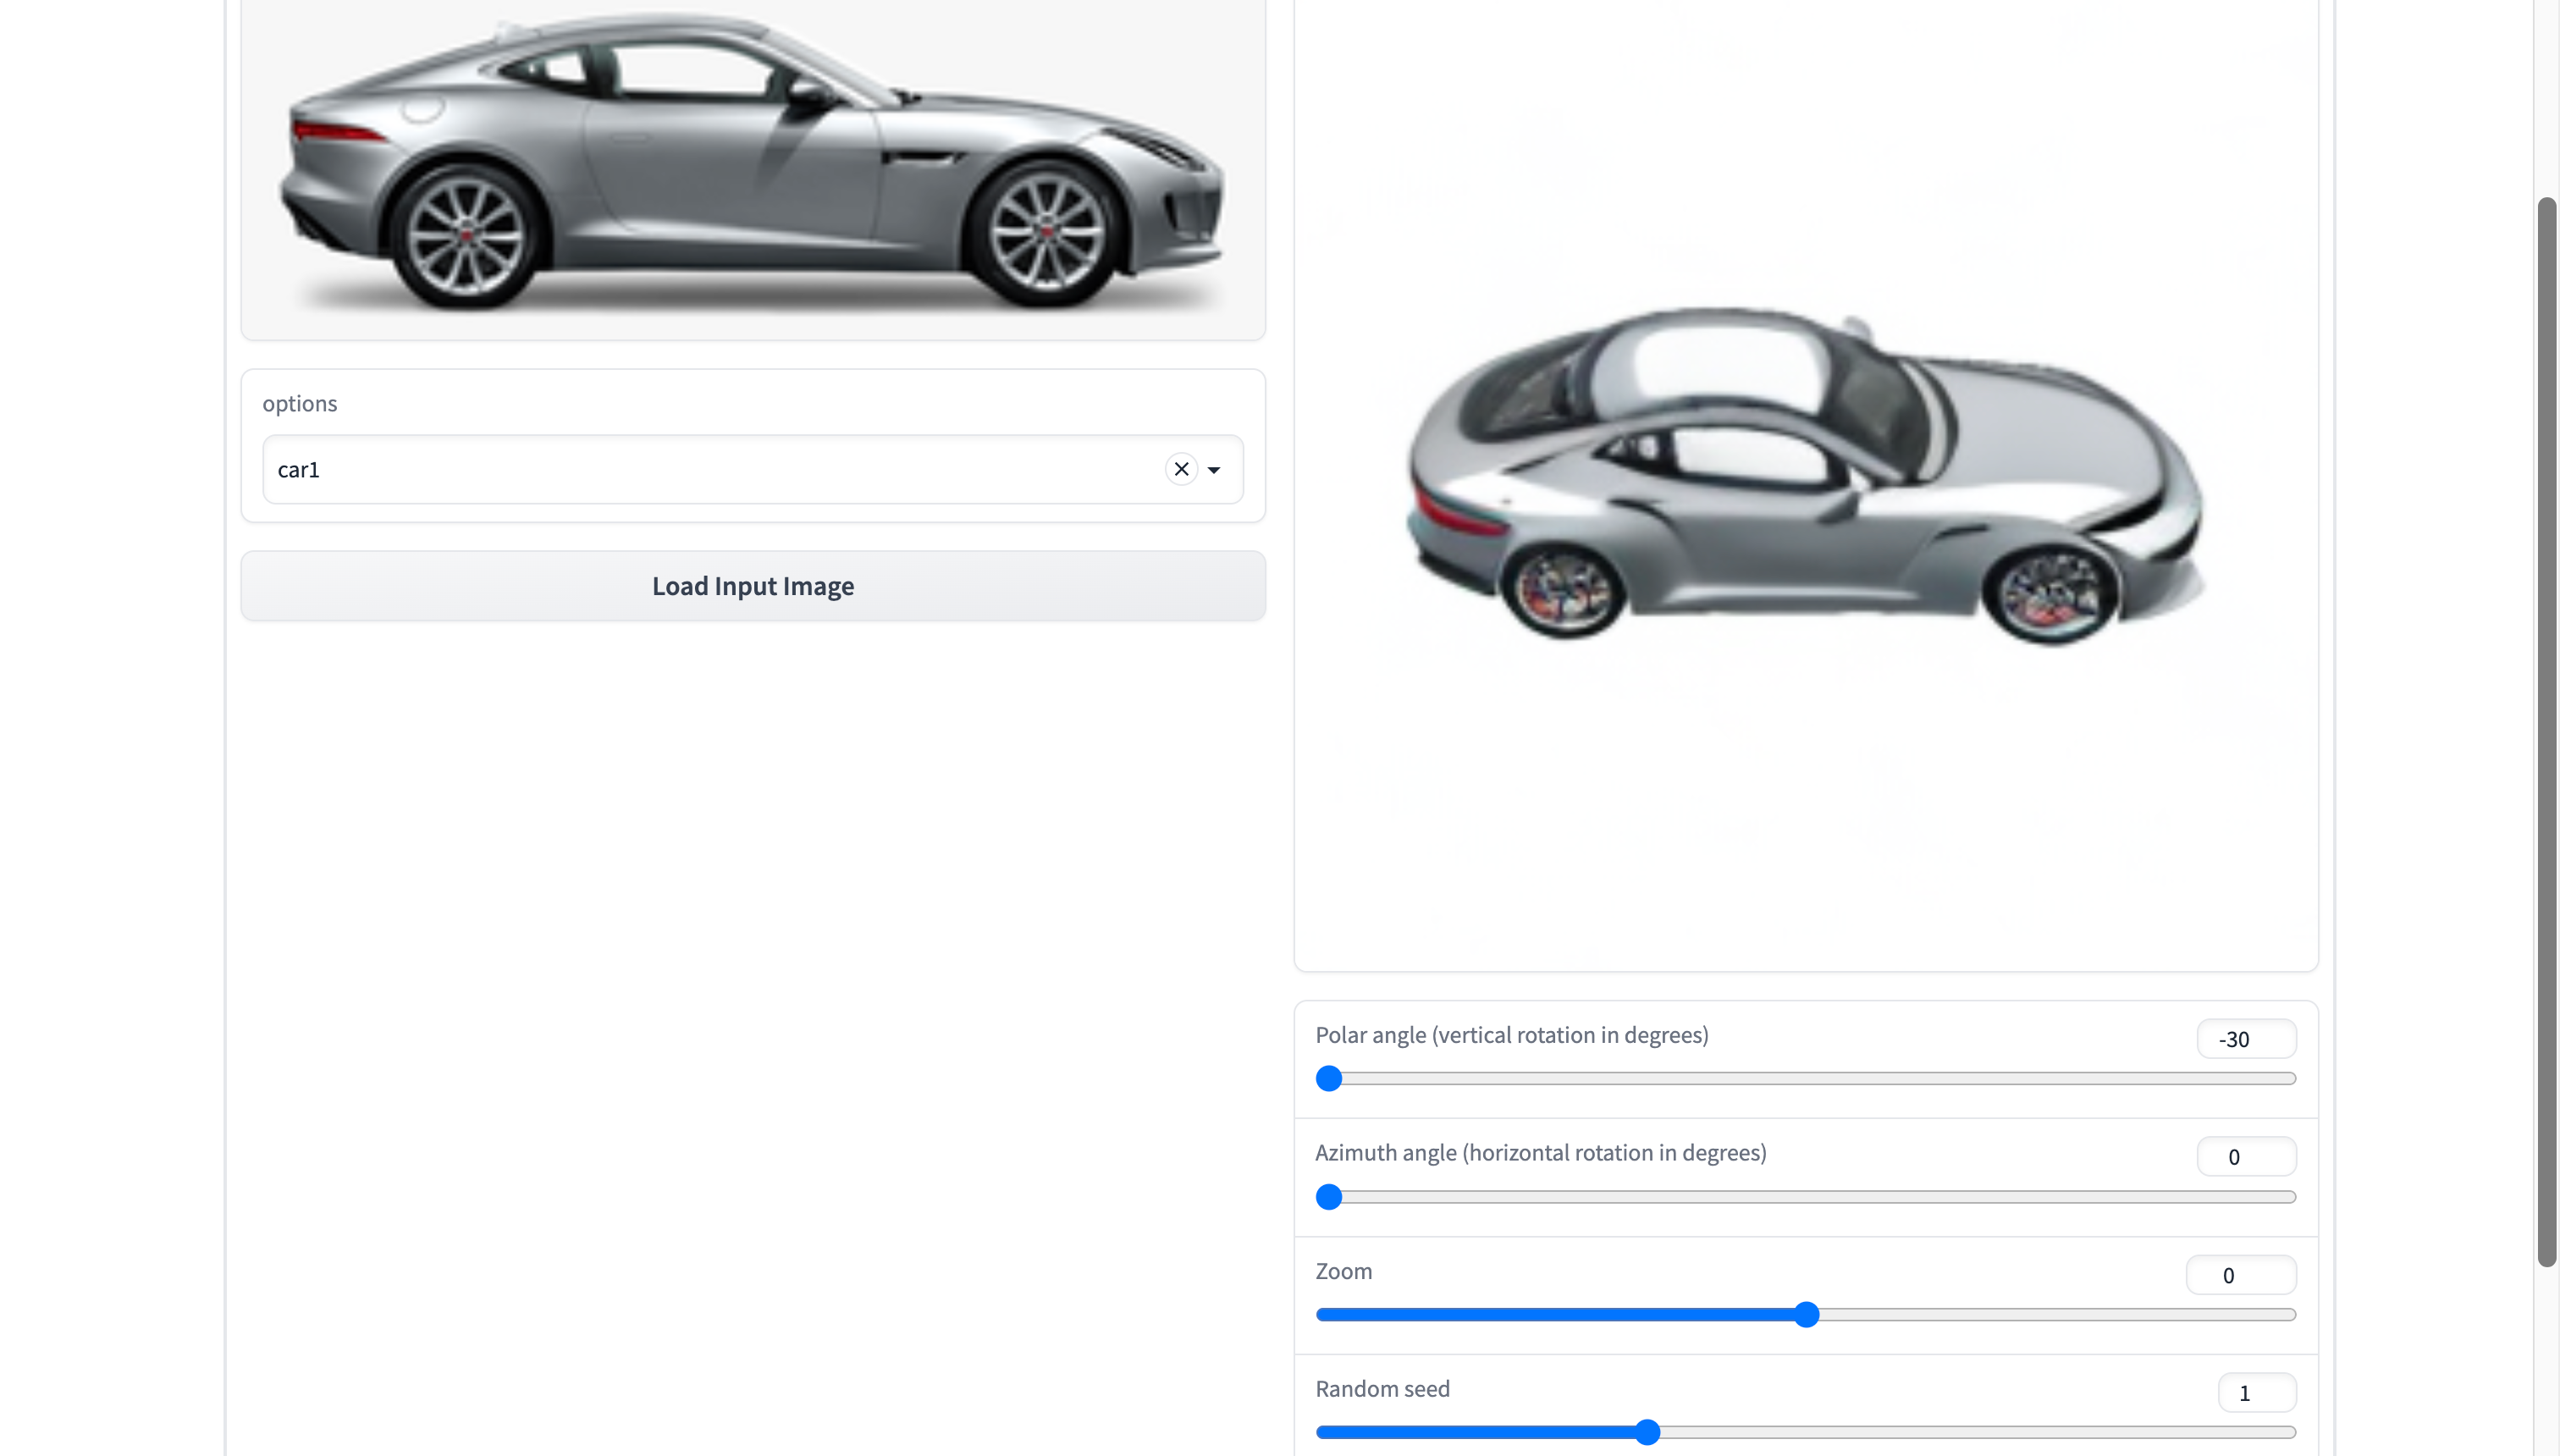 options
car1
Load Input Image
Polar angle (vertical rotation in degrees)
-30
Azimuth angle (horizontal rotation in degrees)
0
Zoom
0
Random seed
1